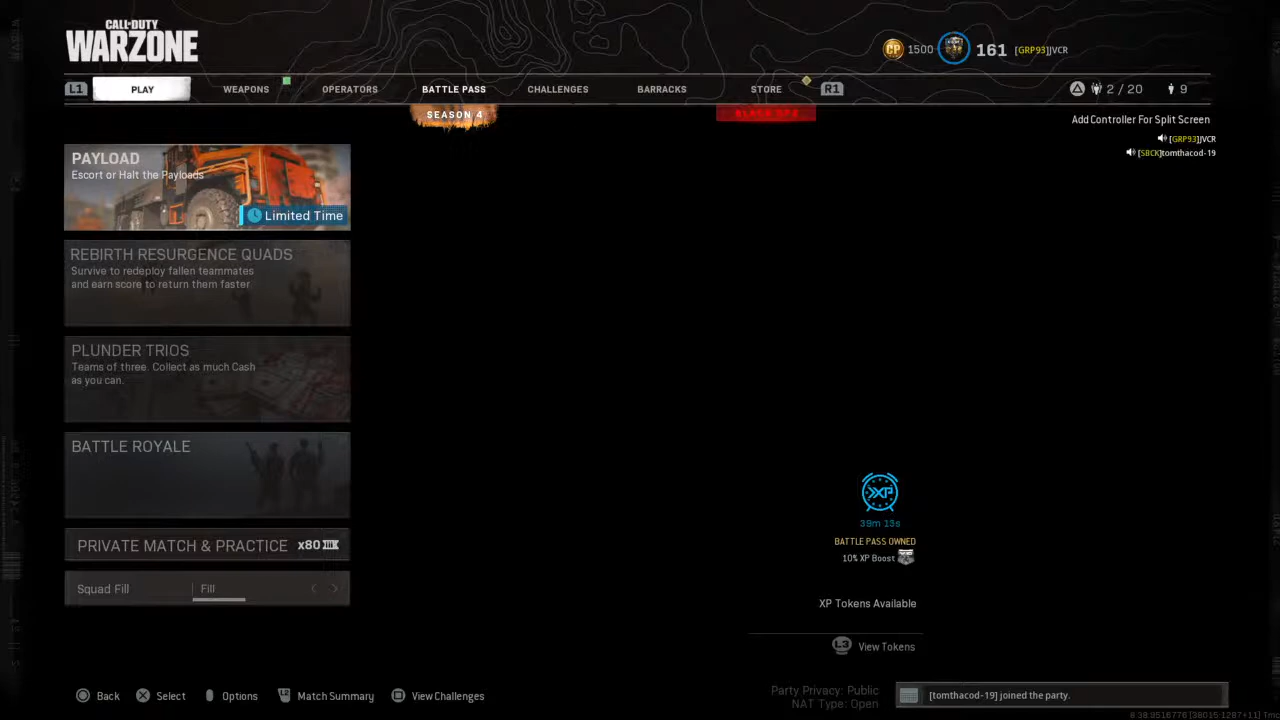 CALL OF DUTY
WARZONE
CP 1500 161 [GRP93]JVCR
L1 PLAY WEAPONS OPERATORS BATTLE PASS CHALLENGES BARRACKS STORE R1 2 / 20 9
SEASON 4
Add Controller For Split Screen
[GRP93]JVCR
[SBCK]tomthacod-19
PAYLOAD
Escort or Halt the Payloads
Limited Time
REBIRTH RESURGENCE QUADS
Survive to redeploy fallen teammates
and earn score to return them faster
PLUNDER TRIOS
Teams of three. Collect as much Cash
as you can.
BATTLE ROYALE
XP
39m 13s
BATTLE PASS OWNED
10% XP Boost
PRIVATE MATCH & PRACTICE x80
Squad Fill Fill
XP Tokens Available
L3 View Tokens
Back Select Options L2 Match Summary View Challenges
Party Privacy: Public
NAT Type: Open
[tomthacod-19] joined the party.